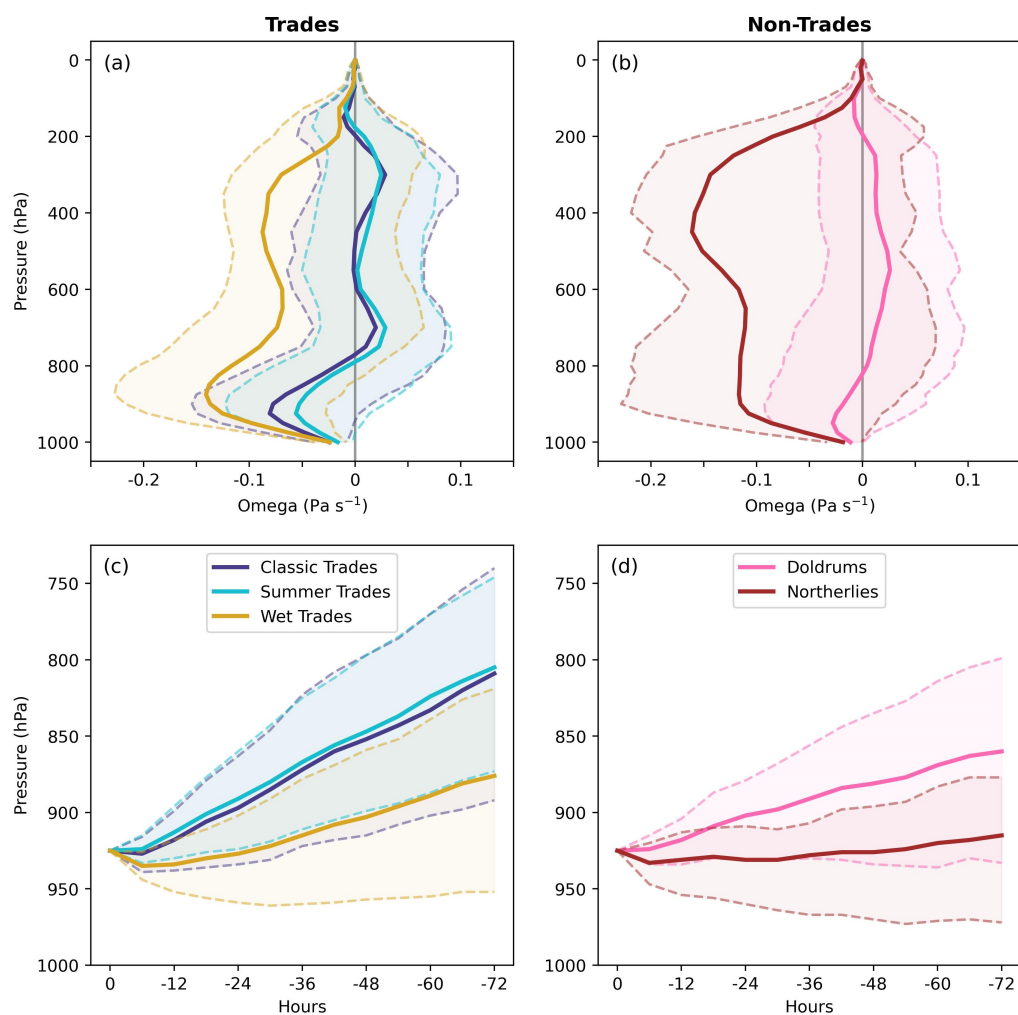 Trades
Non-Trades
(a)
(b)
0
200
400
600
800
1000
Pressure (hPa)
-0.2
-0.1
0
0.1
Omega (Pa s⁻¹)
0
200
400
600
800
1000
-0.2
-0.1
0
0.1
Omega (Pa s⁻¹)
(c)
Classic Trades
Summer Trades
Wet Trades
750
800
850
900
950
1000
Pressure (hPa)
0
-12
-24
-36
-48
-60
-72
Hours
(d)
Doldrums
Northerlies
750
800
850
900
950
1000
0
-12
-24
-36
-48
-60
-72
Hours